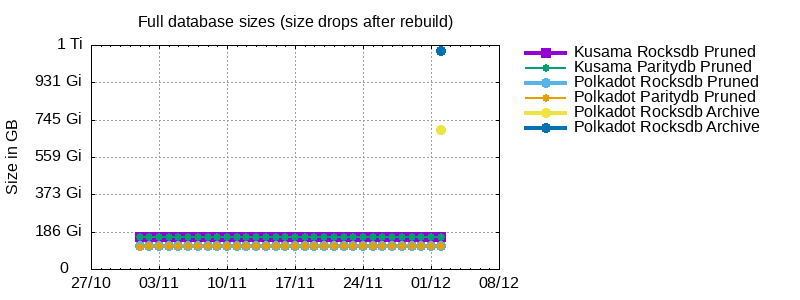 Full database sizes (size drops after rebuild)
1 Ti
931 Gi
745 Gi
559 Gi
373 Gi
186 Gi
0
Size in GB
27/10 03/11 10/11 17/11 24/11 01/12 08/12
Kusama Rocksdb Pruned
Kusama Paritydb Pruned
Polkadot Rocksdb Pruned
Polkadot Paritydb Pruned
Polkadot Rocksdb Archive
Polkadot Rocksdb Archive